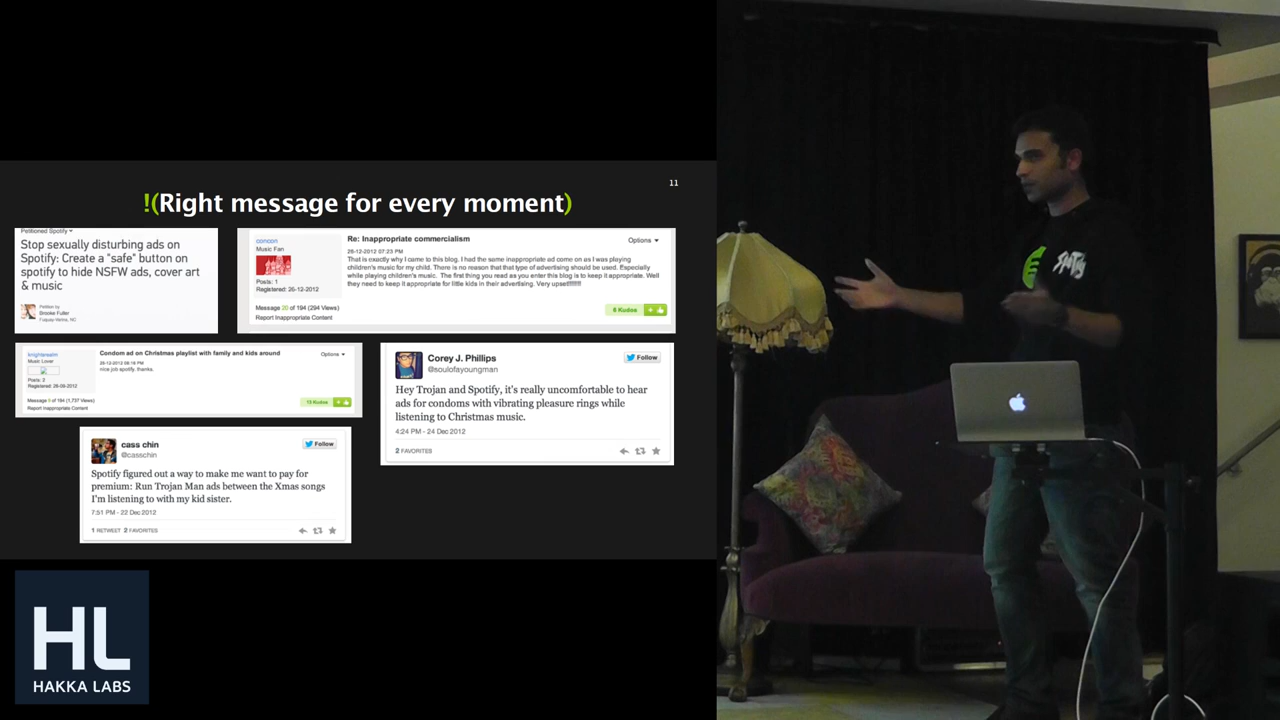 11
!(Right message for every moment)
Petitioned Spotify
Stop sexually disturbing ads on
Spotify: Create a "safe" button on
spotify to hide NSFW ads, cover art
& music
Petition by
Brooke Fuller
Fuquay-Varina, NC
Music Fan
Posts: 1
Registered: 26-12-2012
Re: Inappropriate commercialism
Options
26-12-2012 07:23 PM
That is exactly why I came to this blog. I had the same inappropriate ad come on as I was playing
children's music for my child. There is no reason that that type of advertising should be used. Especially
while playing children's music. The first thing you read as you enter this blog is to keep it appropriate. Well
they need to keep it appropriate for little kids in their advertising. Very upset!!!!!!!!!
Message 20 of 194 (294 Views)
Report Inappropriate Content
6 Kudos
Music Lover
Posts: 2
Registered: 28-09-2012
Condom ad on Christmas playlist with family and kids around
Options
nice job spotify. thanks.
of 194 (1,737 Views)
Report Inappropriate Content
Kudos
Corey J. Phillips
@soulofayoungman
Follow
Hey Trojan and Spotify, it's really uncomfortable to hear
ads for condoms with vibrating pleasure rings while
listening to Christmas music.
4:24 PM - 24 Dec 2012
2 FAVORITES
cass chin
@casschin
Follow
Spotify figured out a way to make me want to pay for
premium: Run Trojan Man ads between the Xmas songs
I'm listening to with my kid sister.
7:51 PM - 22 Dec 2012
1 RETWEET 2 FAVORITES
HL
HAKKA LABS